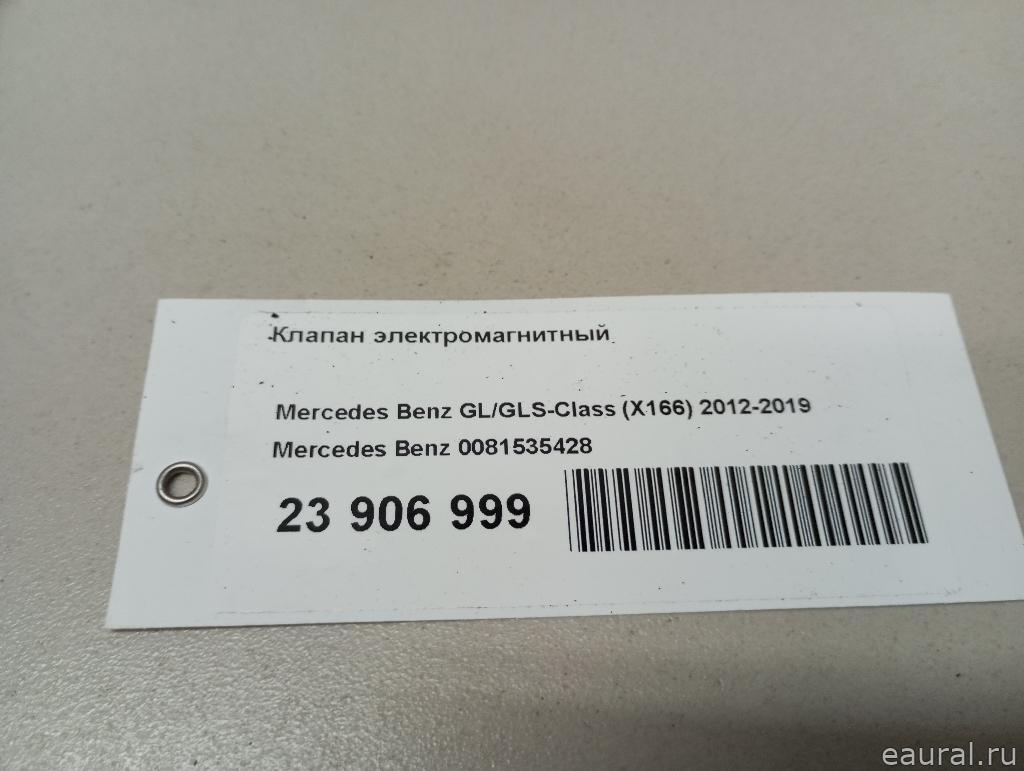 Клапан электромагнитный
Mercedes Benz GL/GLS-Class (X166) 2012-2019
Mercedes Benz 0081535428
23 906 999
eaural.ru